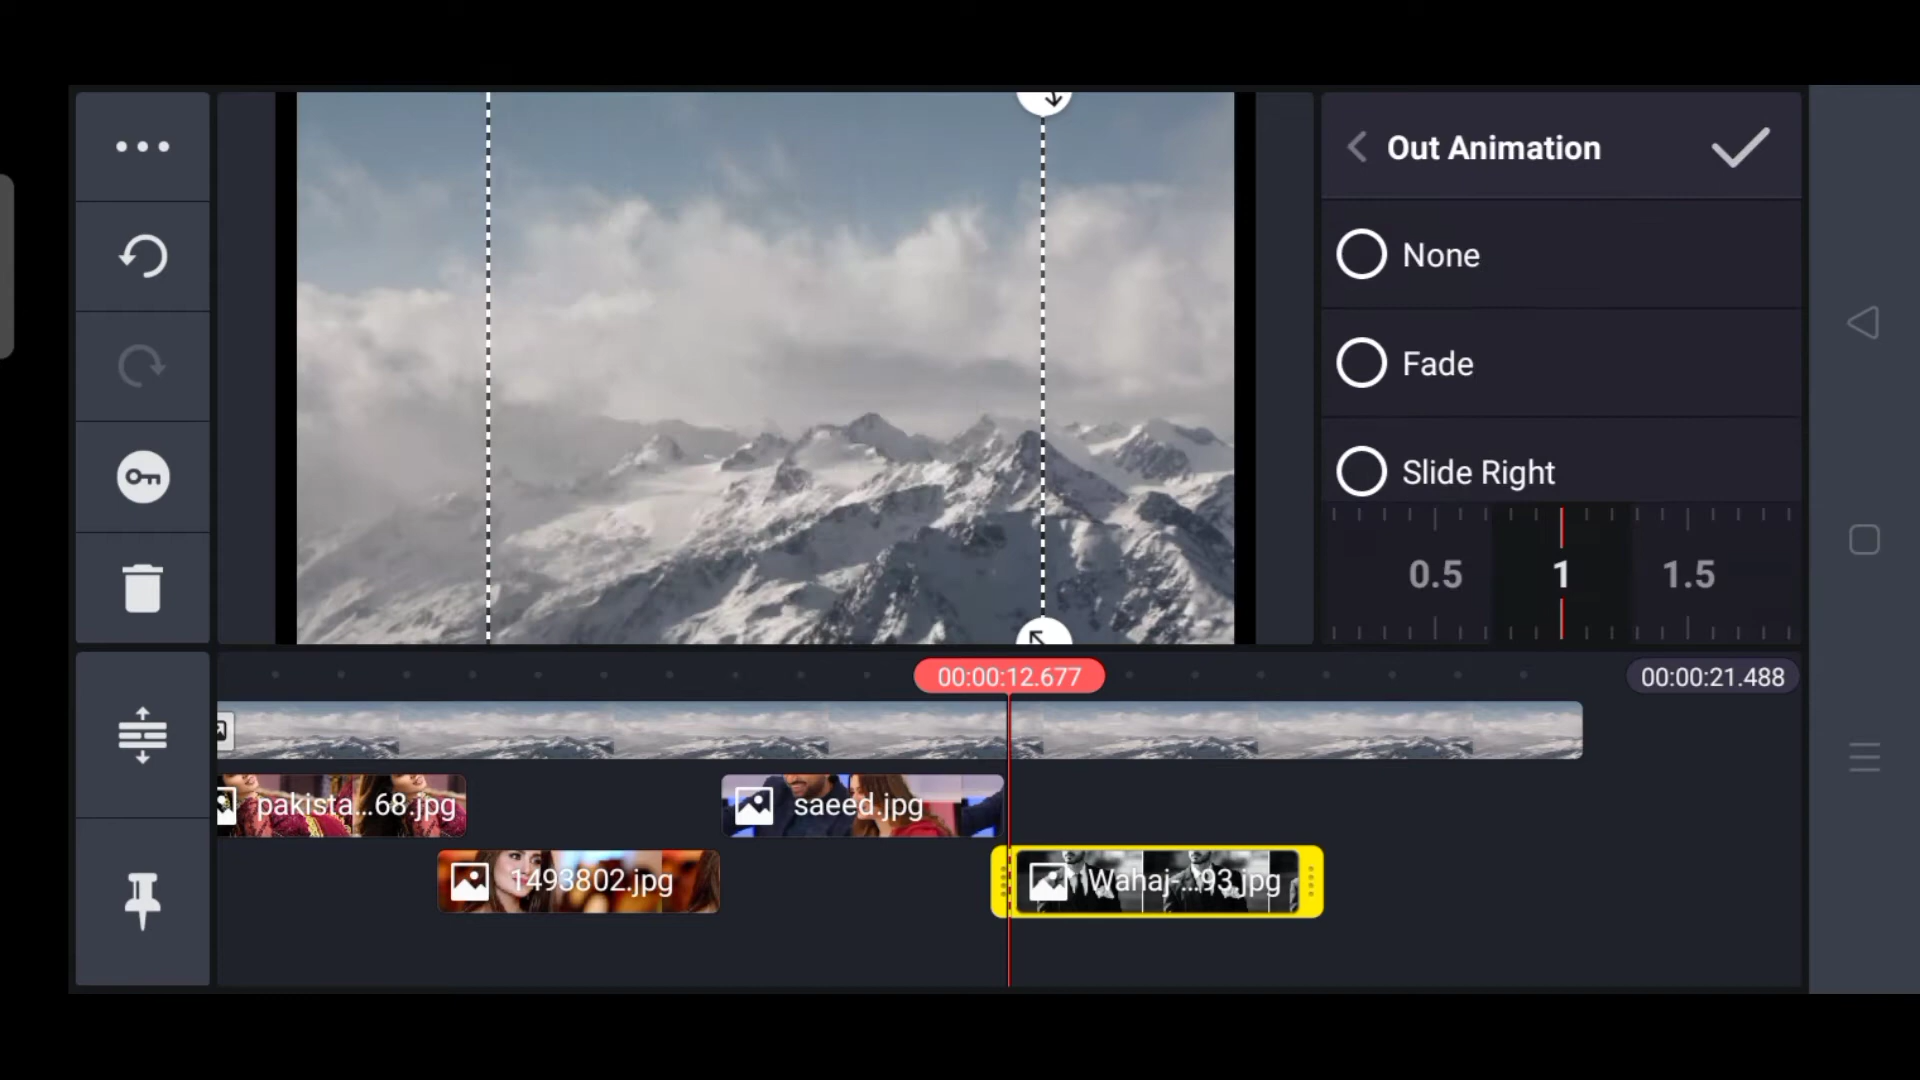 Out Animation
None
Fade
Slide Right
0.5 1 1.5
00:00:12.677
00:00:21.488
pakista...68.jpg
saeed.jpg
1493802.jpg
Wahaj-...93.jpg